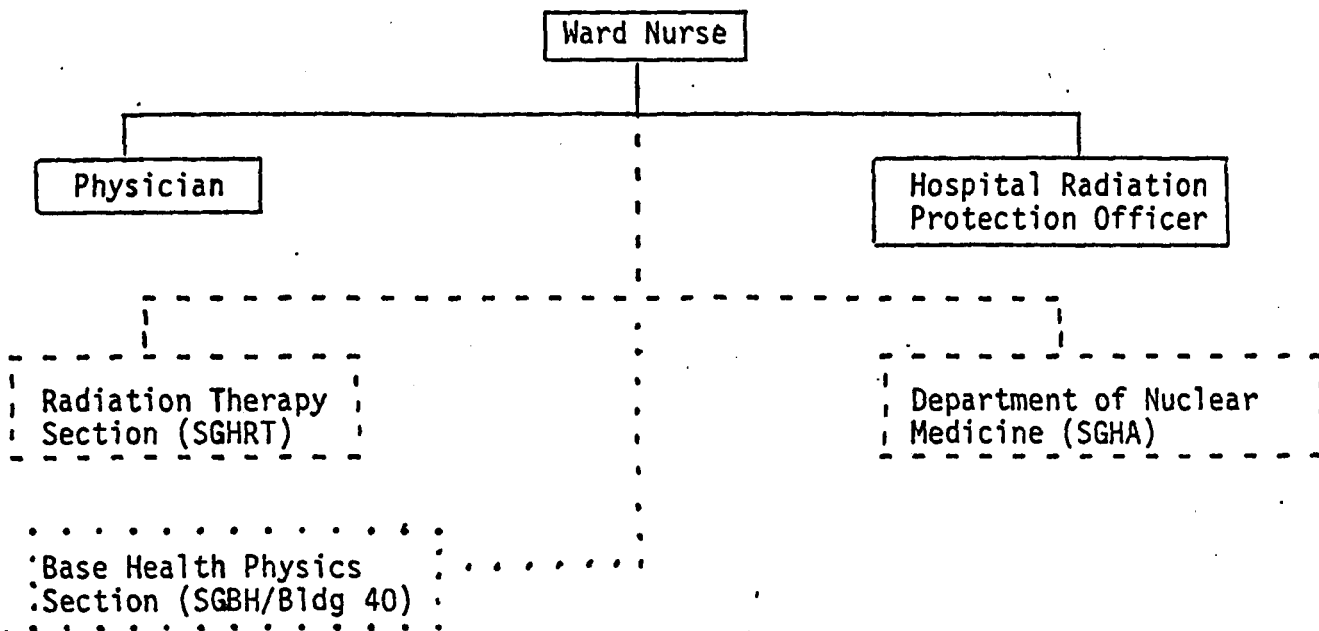 Ward Nurse
Physician
Hospital Radiation
Protection Officer
Radiation Therapy
Section (SGHRT)
Department of Nuclear
Medicine (SGHA)
Base Health Physics
Section (SGBH/Bldg 40)